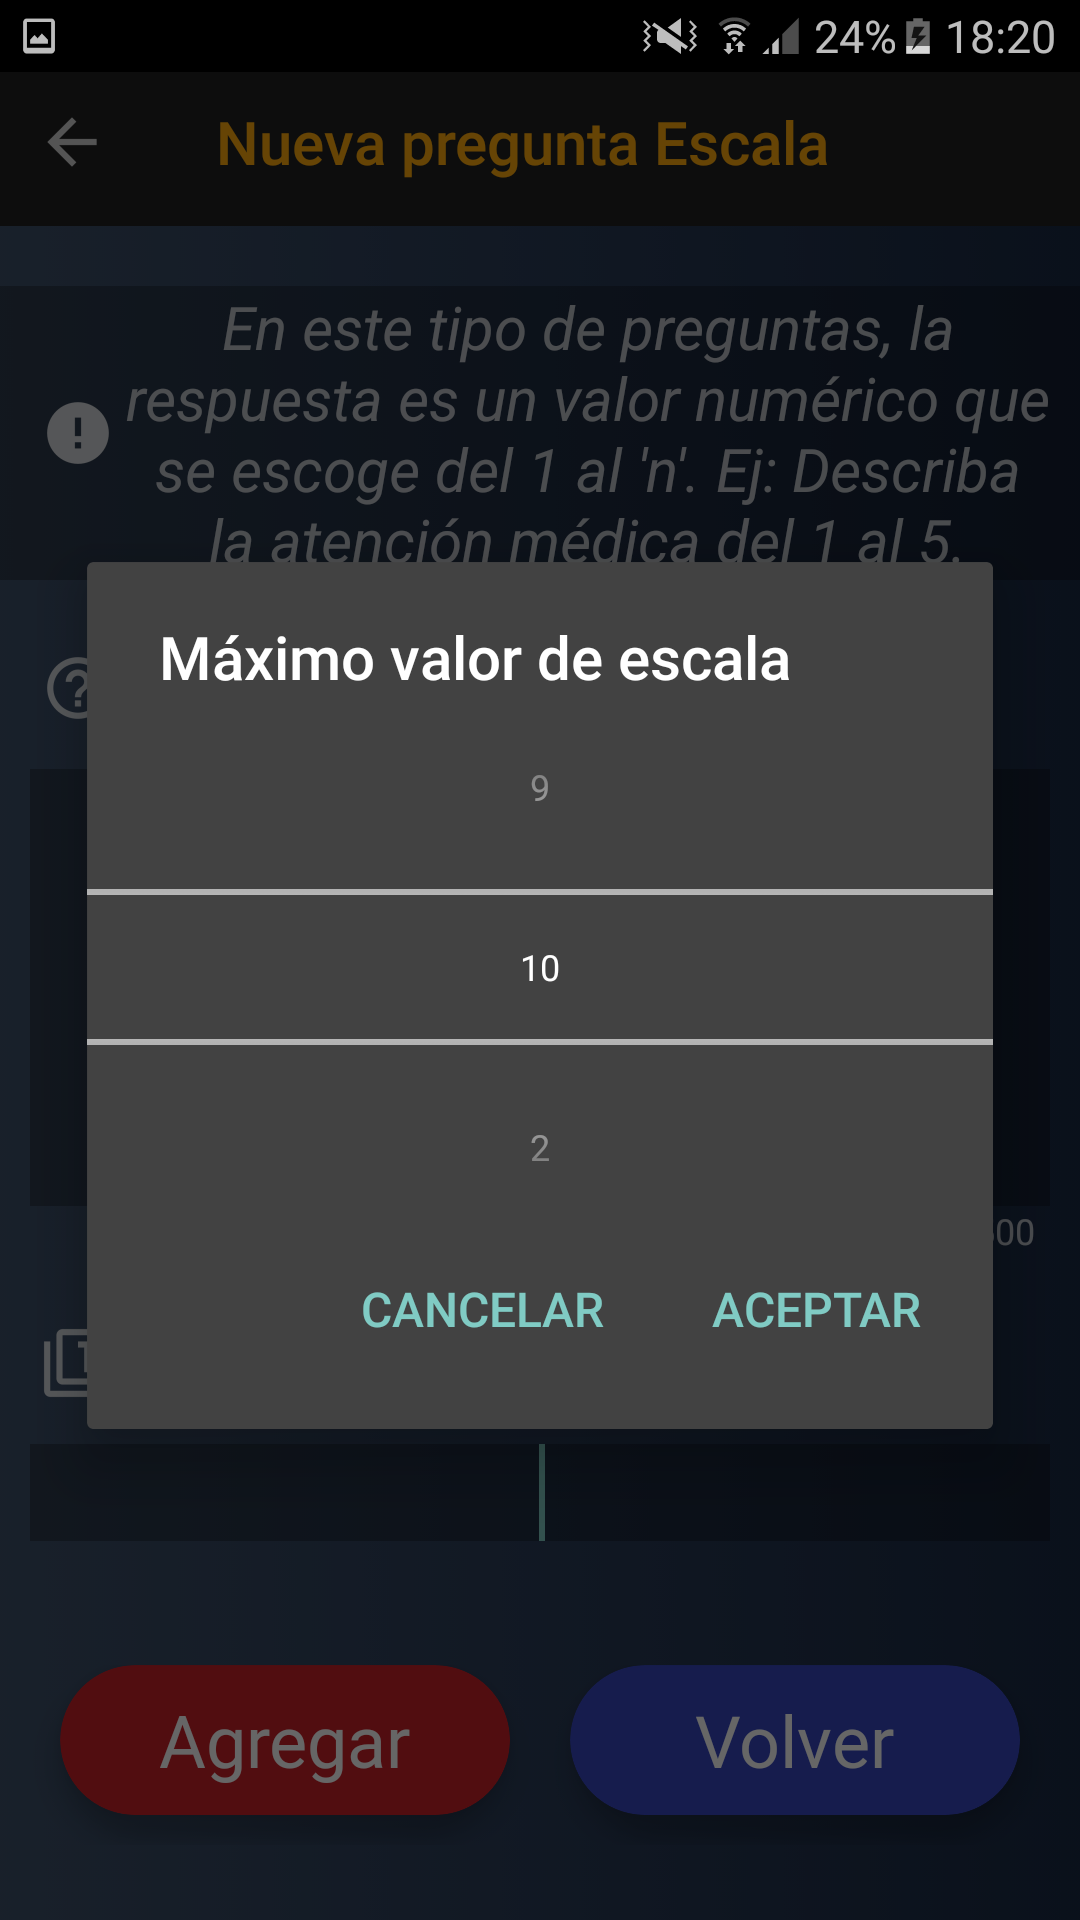 24% 18:20
Nueva pregunta Escala
En este tipo de preguntas, la
respuesta es un valor numérico que
se escoge del 1 al 'n'. Ej: Describa
la atención médica del 1 al 5.
Máximo valor de escala
9
10
2
CANCELAR ACEPTAR
Agregar Volver